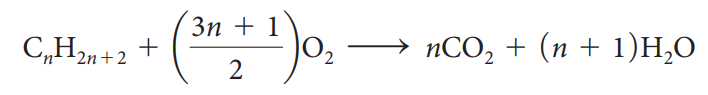 CₙH₂ₙ₊₂ + ((3n + 1)/2)O₂ ⟶ nCO₂ + (n + 1)H₂O